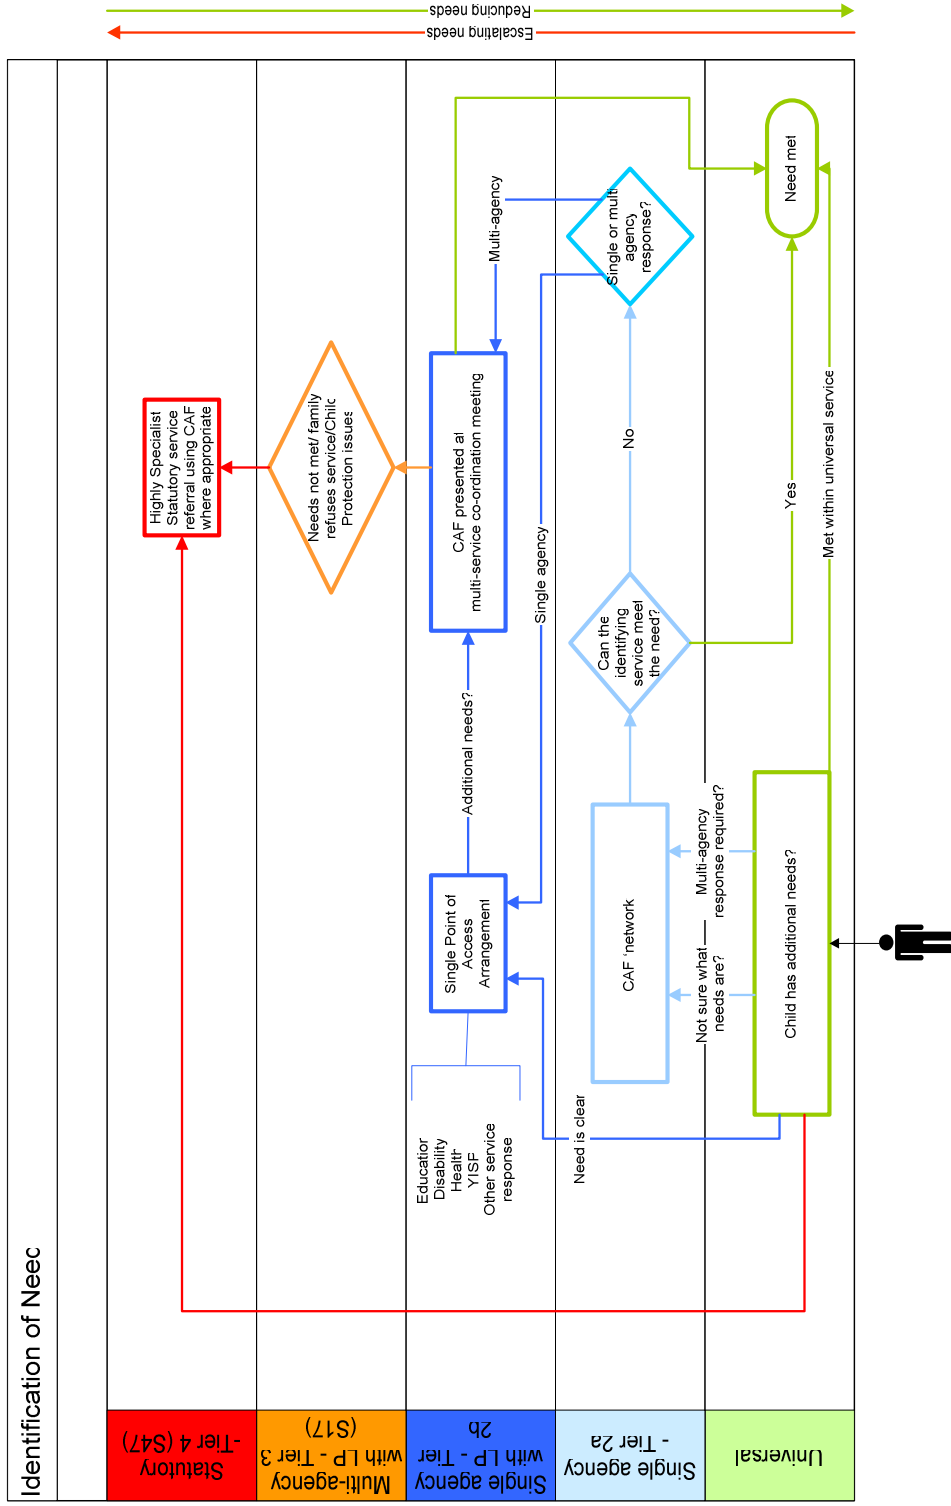 Identification of Need
Reducing needs
Escalating needs
Statutory
-Tier 4 (S47)
Highly Specialist
Statutory service
referral using CAF
where appropriate
Multi-agency
with LP - Tier 3
(S17)
Needs not met/ family
refuses service/Child
Protection issues
Single agency
with LP - Tier
2b
Education
Disability
Health
Other service
response
Single Point of
Access
Arrangement
Additional needs?
CAF presented at
multi-service co-ordination meeting
Multi-agency
Single agency
Single agency
- Tier 2a
Need is clear
CAF 'network
Can the
identifying
service meet
the need?
No
Single or multi
agency
response?
Not sure what
needs are?
Multi-agency
response required?
Universal
Child has additional needs?
Yes
Met within universal service
Need met